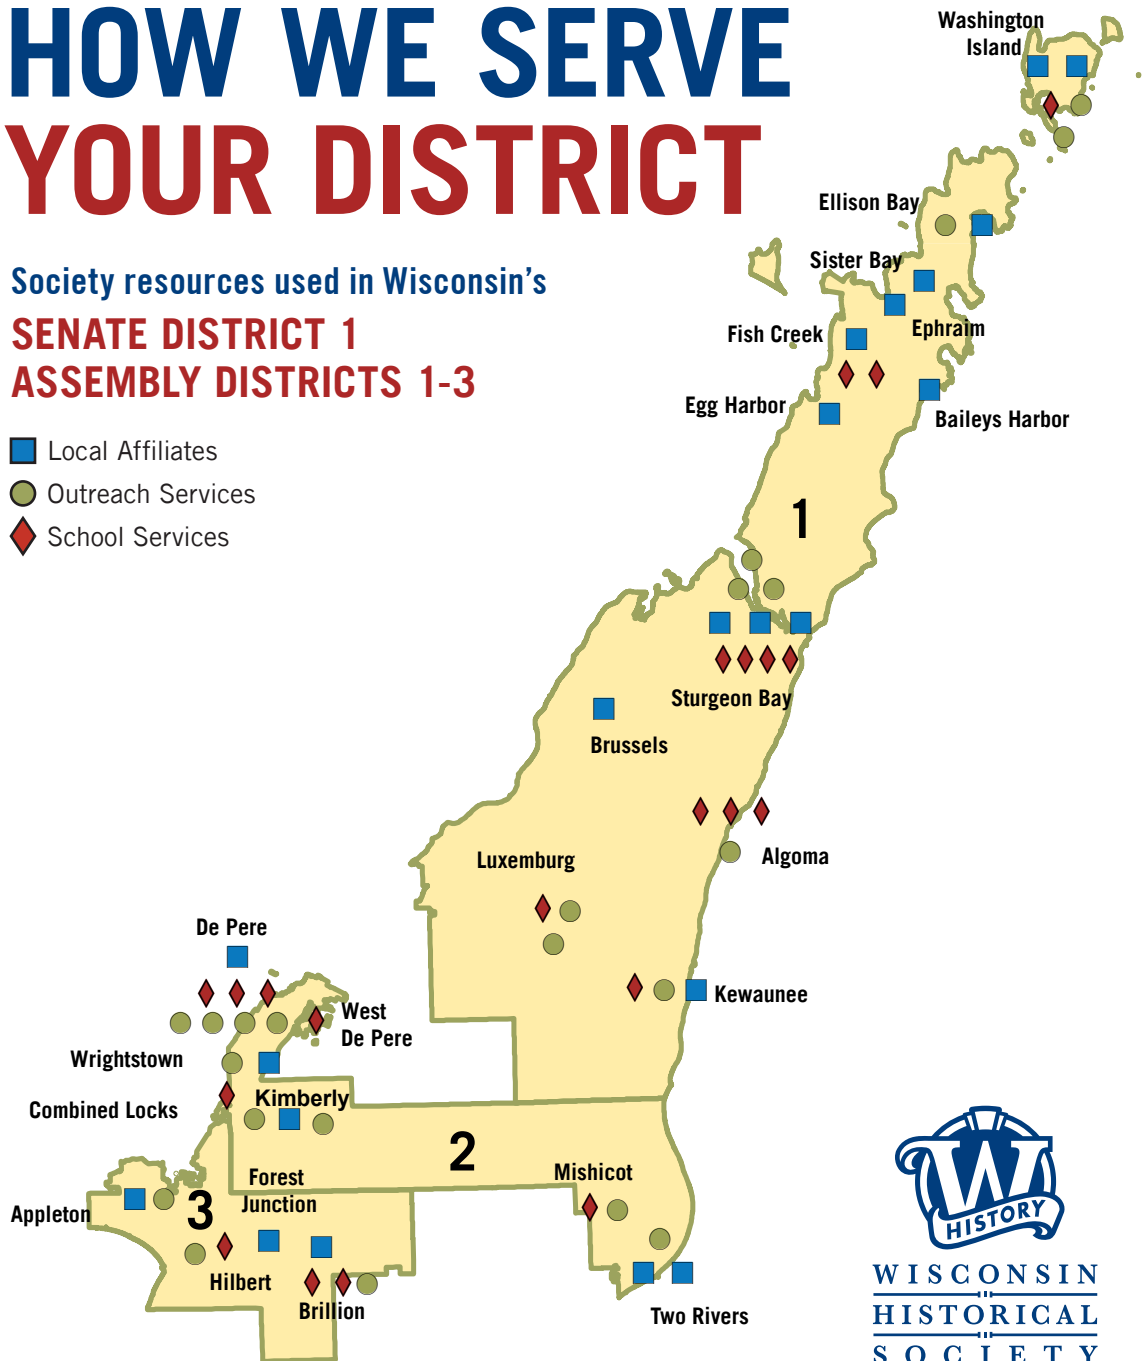 HOW WE SERVE
YOUR DISTRICT
Society resources used in Wisconsin's
SENATE DISTRICT 1
ASSEMBLY DISTRICTS 1-3
Local Affiliates
Outreach Services
School Services
Washington
Island
Ellison Bay
Sister Bay
Ephraim
Fish Creek
Egg Harbor
Baileys Harbor
1
Sturgeon Bay
Brussels
Algoma
Luxemburg
Kewaunee
De Pere
West
De Pere
Wrightstown
Combined Locks
Kimberly
2
Mishicot
Forest
Junction
3
Appleton
Hilbert
Brillion
Two Rivers
W
HISTORY
WISCONSIN
HISTORICAL
SOCIETY